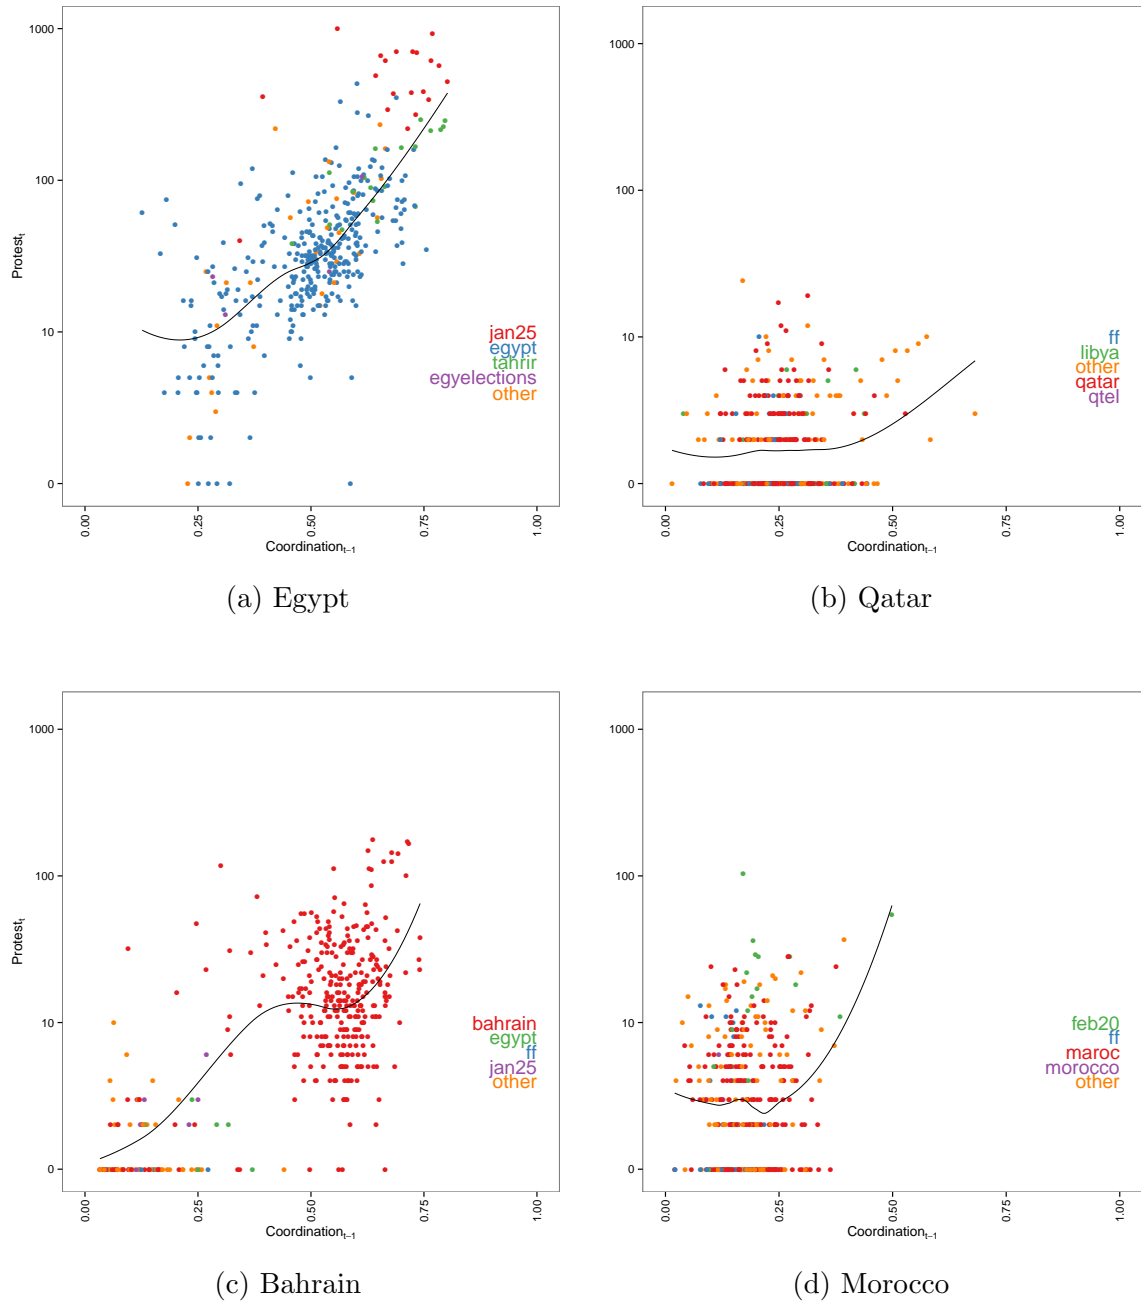 1000
100
10
0
Protest_t
jan25
egypt
tahrir
egyelections
other
0.00
0.25
0.50
0.75
1.00
Coordination_{t−1}
(a) Egypt
1000
100
10
0
ff
libya
other
qatar
qtel
0.00
0.25
0.50
0.75
1.00
Coordination_{t−1}
(b) Qatar
1000
100
10
0
Protest_t
bahrain
egypt
ff
jan25
other
0.00
0.25
0.50
0.75
1.00
Coordination_{t−1}
(c) Bahrain
1000
100
10
0
feb20
ff
maroc
morocco
other
0.00
0.25
0.50
0.75
1.00
Coordination_{t−1}
(d) Morocco